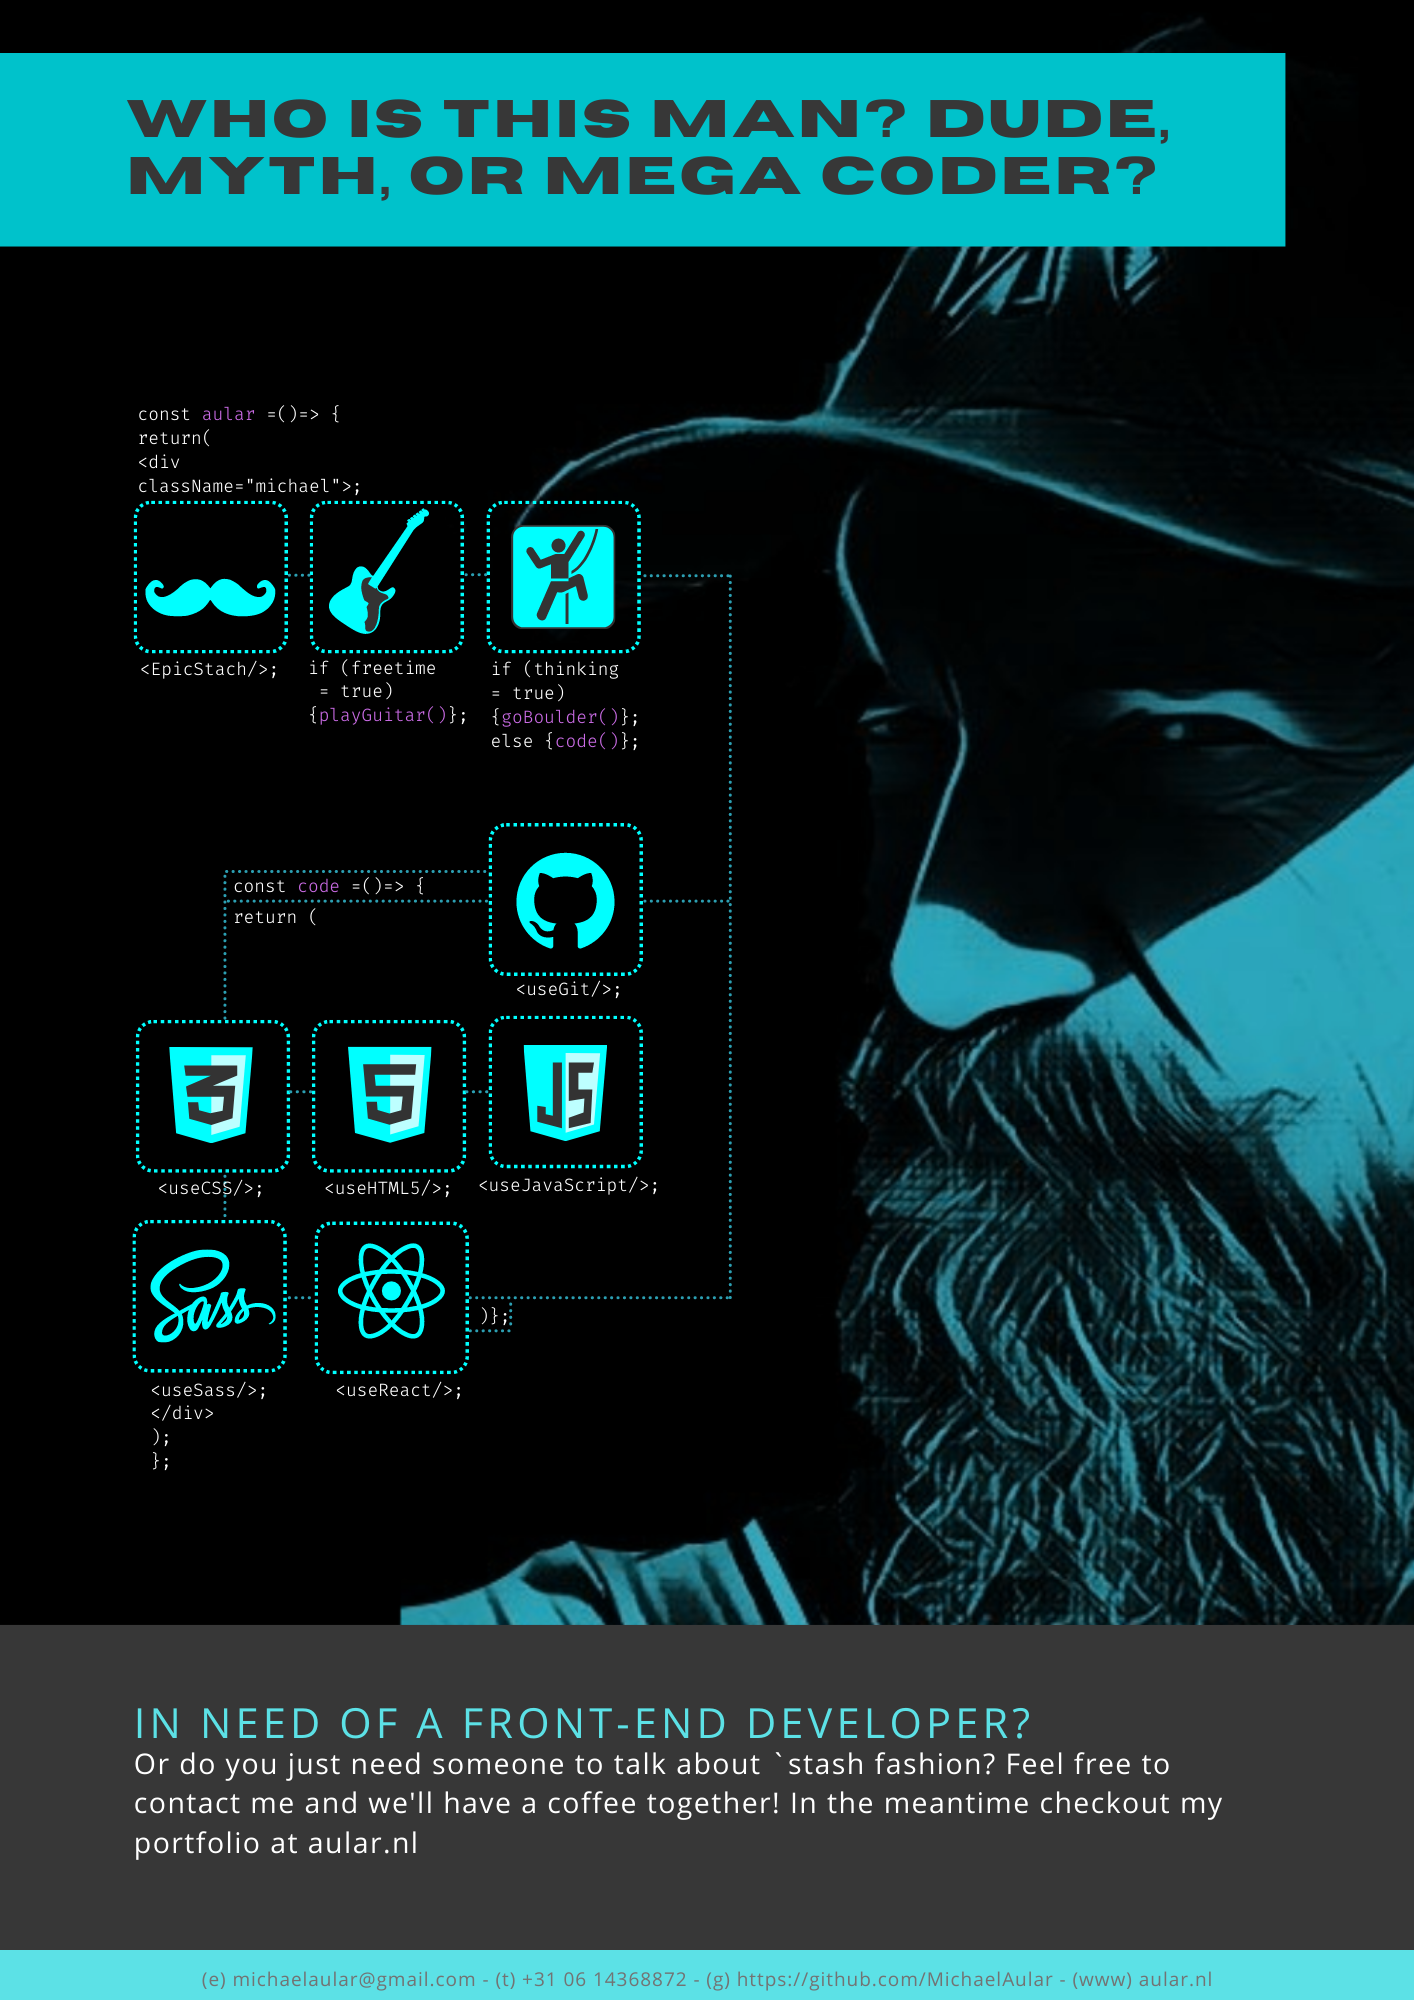 WHO IS THIS MAN? DUDE,
MYTH, OR MEGA CODER?
const aular =()=> {
return(
<div
className="michael">;
<EpicStach/>;
if (freetime
= true)
{playGuitar()};
if (thinking
= true)
{goBoulder()};
else {code()};
const code =()=> {
return (
<useGit/>;
3
5
JS
<useCSS/>;
<useHTML5/>;
<useJavaScript/>;
Sass
)};
<useSass/>;
<useReact/>;
</div>
);
};
IN NEED OF A FRONT-END DEVELOPER?
Or do you just need someone to talk about `stash fashion? Feel free to
contact me and we'll have a coffee together! In the meantime checkout my
portfolio at aular.nl
(e) michaelaular@gmail.com - (t) +31 06 14368872 - (g) https://github.com/MichaelAular - (www) aular.nl